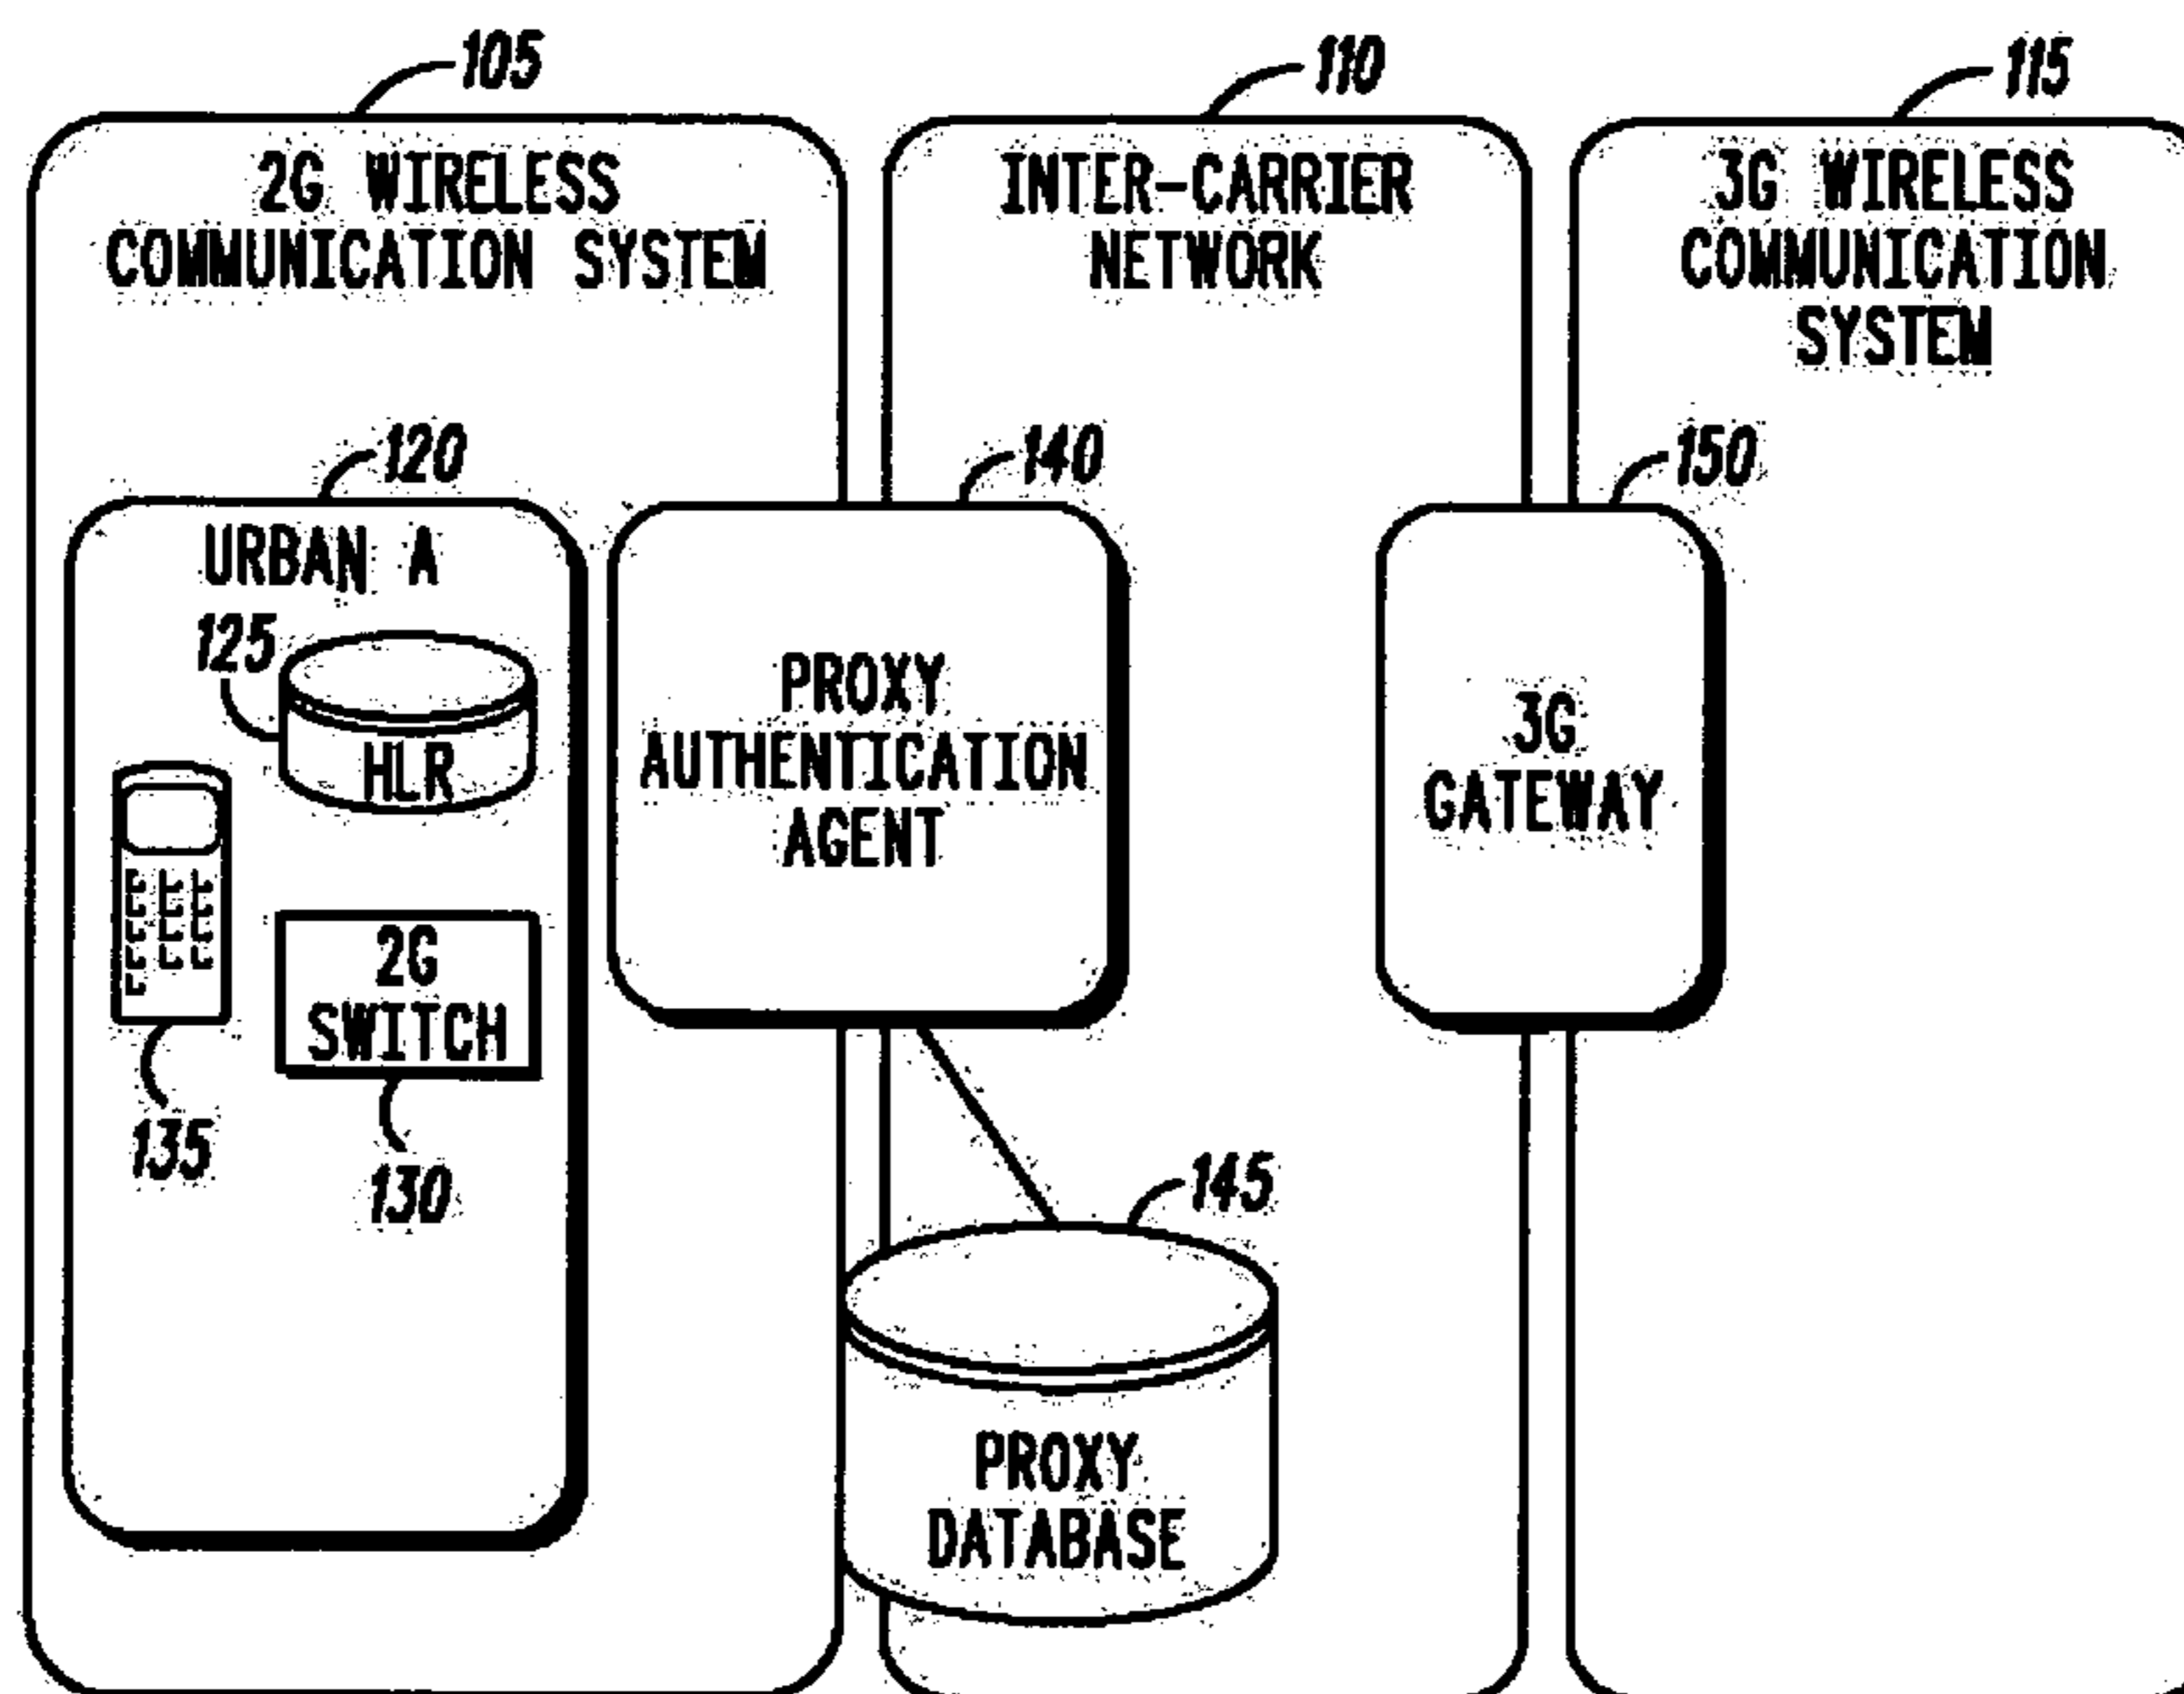 105
110
115
2G WIRELESS
COMMUNICATION SYSTEM
INTER-CARRIER
NETWORK
3G WIRELESS
COMMUNICATION
SYSTEM
120
140
150
URBAN A
125
HLR
PROXY
AUTHENTICATION
AGENT
3G
GATEWAY
2G
SWITCH
135
130
145
PROXY
DATABASE